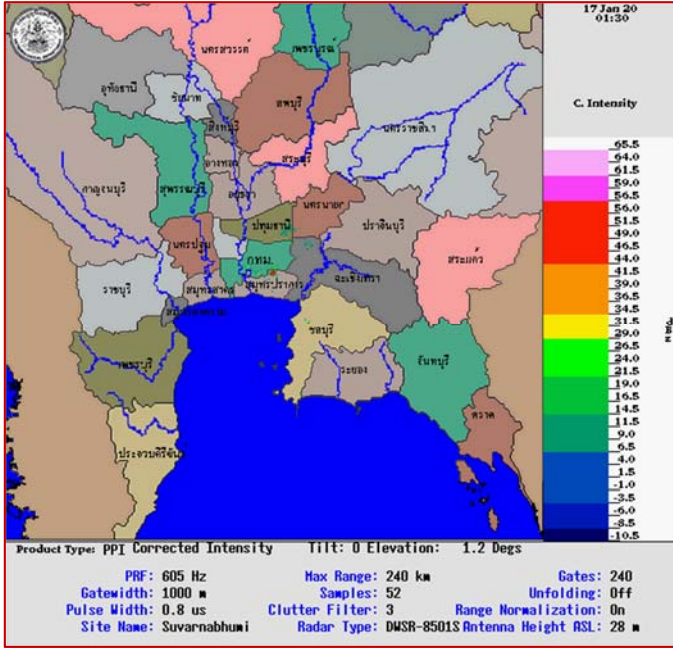 17 Jan 20
01:30
C. Intensity
65.5
64.0
61.5
59.0
56.5
56.0
51.5
49.0
46.5
44.0
41.5
39.0
36.5
34.0
31.5
29.0
26.5
24.0
21.5
19.0
16.5
14.0
11.5
9.0
6.5
4.0
1.5
-1.0
-3.5
-6.0
-8.5
-10.5
นครสวรรค์
เพชรบูรณ์
อุทัยธานี
ชัยนาท
ลพบุรี
สิงห์บุรี
นครราชสีมา
อ่างทอง
สระบุรี
กาญจนบุรี
สุพรรณบุรี
อยุธยา
นครนายก
ปทุมธานี
ปราจีนบุรี
นครปฐม
กทม.
สระแก้ว
ราชบุรี
สมุทรสาคร
สมุทรปราการ
ฉะเชิงเทรา
ชลบุรี
เพชรบุรี
ระยอง
จันทบุรี
ตราด
ประจวบคีรีขันธ์
Product Type: PPI Corrected Intensity Tilt: 0 Elevation: 1.2 Degs
PRF: 605 Hz Max Range: 240 km Gates: 240
Gatewidth: 1000 m Samples: 52 Unfolding: Off
Pulse Width: 0.8 us Clutter Filter: 3 Range Normalization: On
Site Name: Suvarnabhumi Radar Type: DWSR-8501S Antenna Height ASL: 28 m